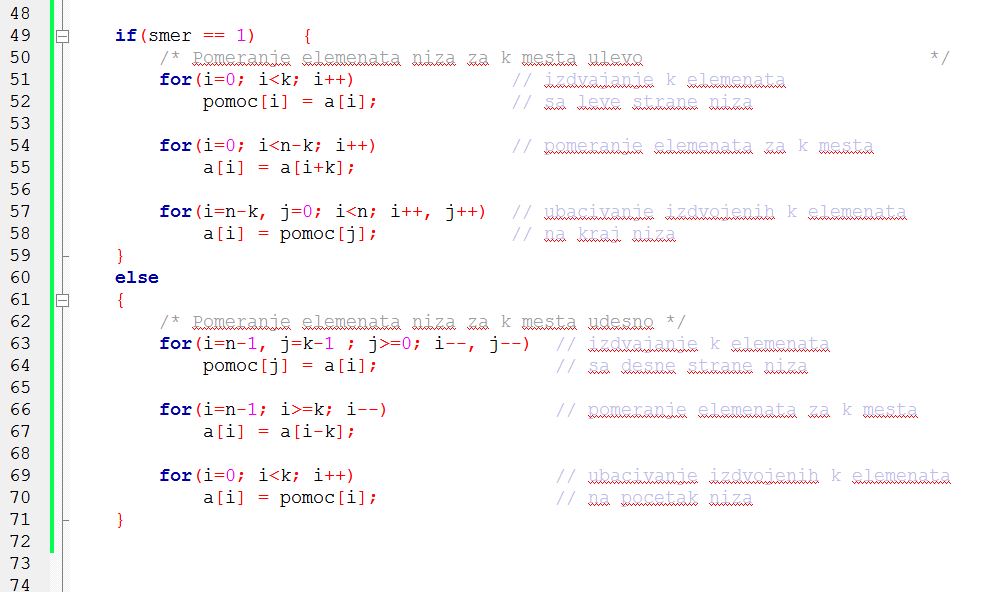 48
49 if(smer == 1) {
50 /* Pomeranje elemenata niza za k mesta ulevo */
51 for(i=0; i<k; i++) // izdvajanje k elemenata
52 pomoc[i] = a[i]; // sa leve strane niza
53
54 for(i=0; i<n-k; i++) // pomeranje elemenata za k mesta
55 a[i] = a[i+k];
56
57 for(i=n-k, j=0; i<n; i++, j++) // ubacivanje izdvojenih k elemenata
58 a[i] = pomoc[j]; // na kraj niza
59 }
60 else
61 {
62 /* Pomeranje elemenata niza za k mesta udesno */
63 for(i=n-1, j=k-1 ; j>=0; i--, j--) // izdvajanje k elemenata
64 pomoc[j] = a[i]; // sa desne strane niza
65
66 for(i=n-1; i>=k; i--) // pomeranje elemenata za k mesta
67 a[i] = a[i-k];
68
69 for(i=0; i<k; i++) // ubacivanje izdvojenih k elemenata
70 a[i] = pomoc[i]; // na pocetak niza
71 }
72
73
74